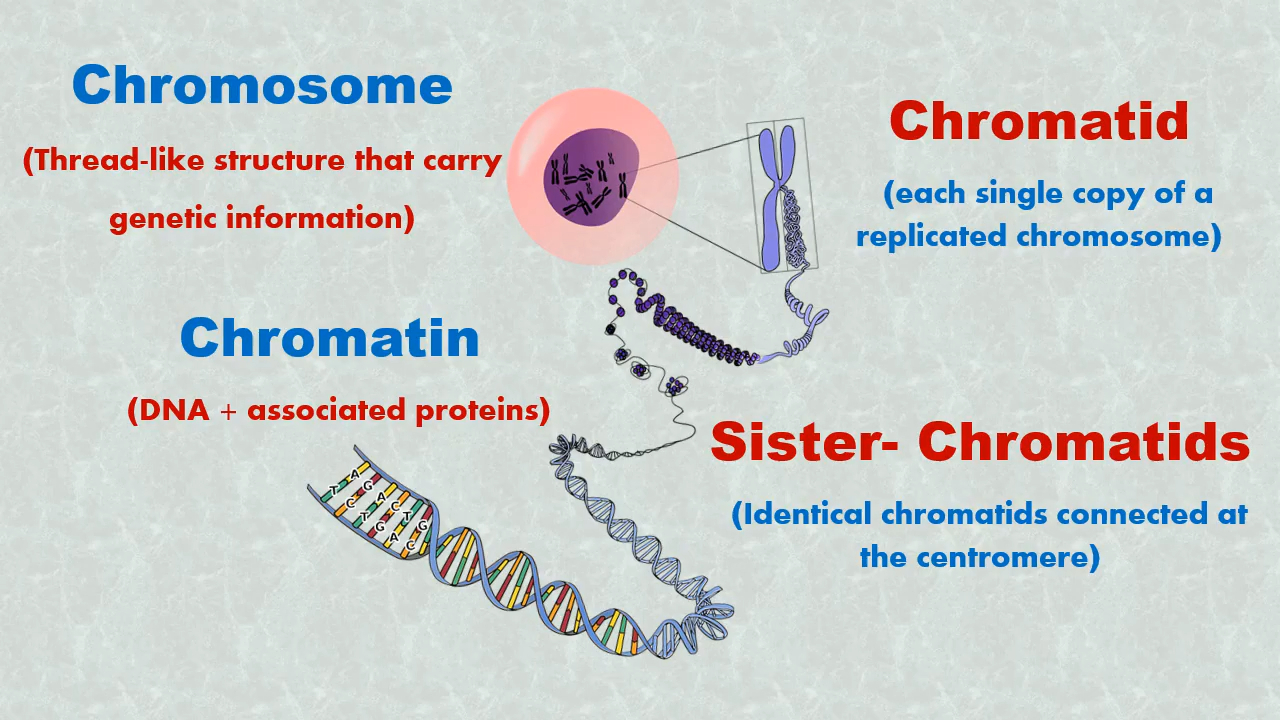 Chromosome
(Thread-like structure that carry
genetic information)
Chromatid
(each single copy of a
replicated chromosome)
Chromatin
(DNA + associated proteins)
Sister- Chromatids
(Identical chromatids connected at
the centromere)
A G A C T G
T C T G A C